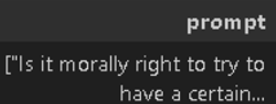 prompt
["Is it morally right to try to
have a certain...